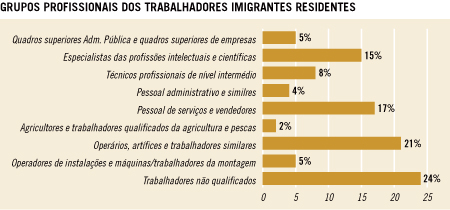 GRUPOS PROFISSIONAIS DOS TRABALHADORES IMIGRANTES RESIDENTES
Quadros superiores Adm. Pública e quadros superiores de empresas 5%
Especialistas das profissões intelectuais e científicas 15%
Técnicos profissionais de nível intermédio 8%
Pessoal administrativo e similres 4%
Pessoal de serviços e vendedores 17%
Agricultores e trabalhadores qualificados da agricultura e pescas 2%
Operários, artífices e trabalhadores similares 21%
Operadores de instalações e máquinas/trabalhadores da montagem 5%
Trabalhadores não qualificados 24%
0 5 10 15 20 25